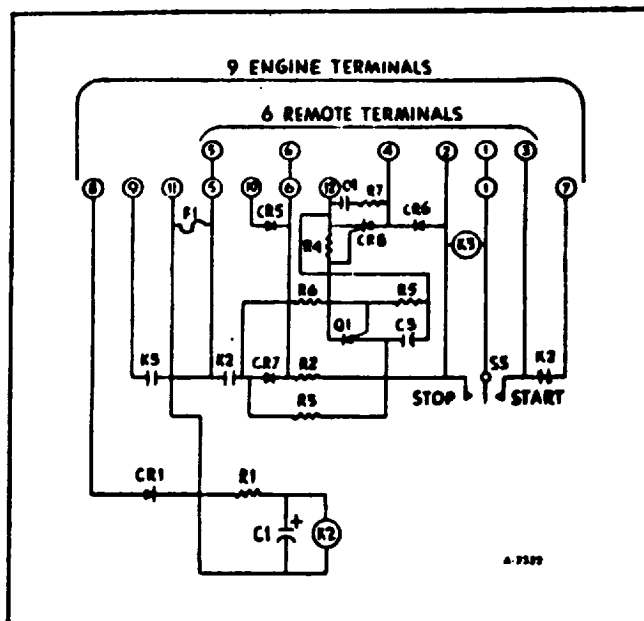 9 ENGINE TERMINALS
6 REMOTE TERMINALS
5 6 4 2 1 3
8 9 11 5 10 6 12 1 7
F1 CR5 C4 R7 CR8 CR6
R4 K3
R6 R5
Q1 C3
K3 K2 CR7 R2 SS K2
R3 STOP START
CR1 R1
C1 + K2